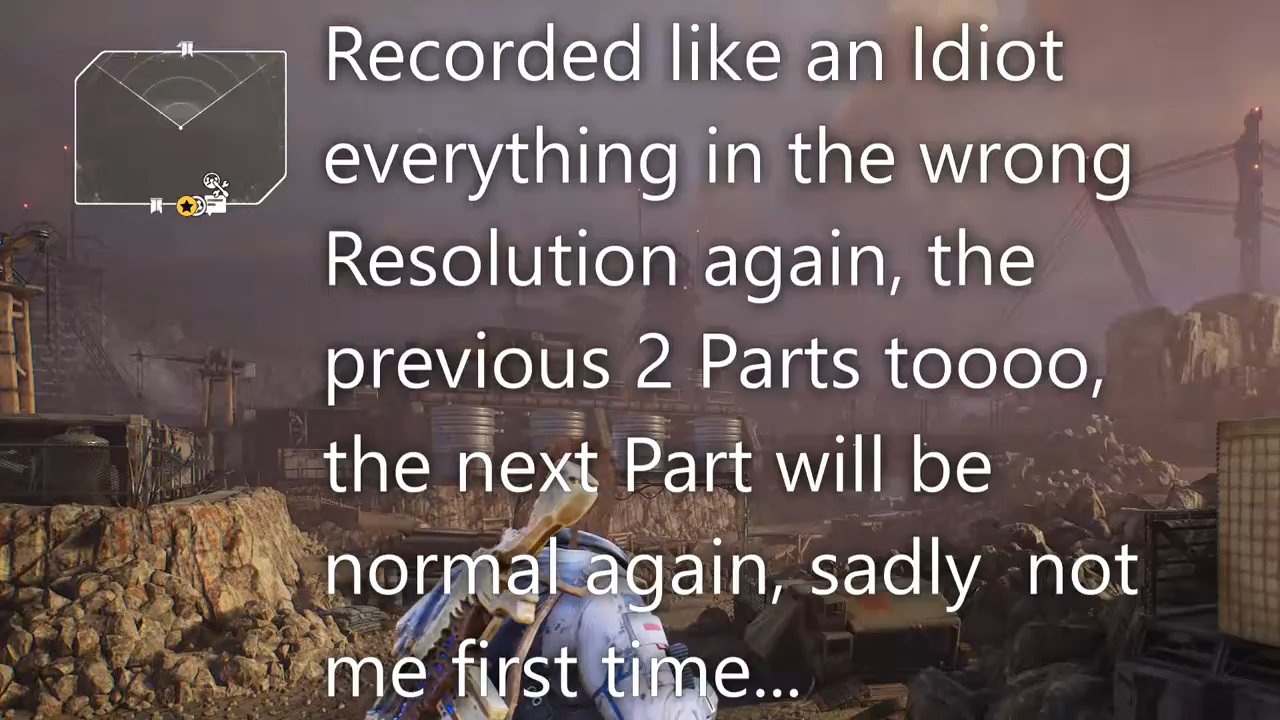 Recorded like an Idiot
everything in the wrong
Resolution again, the
previous 2 Parts toooo,
the next Part will be
normal again, sadly  not
me first time...